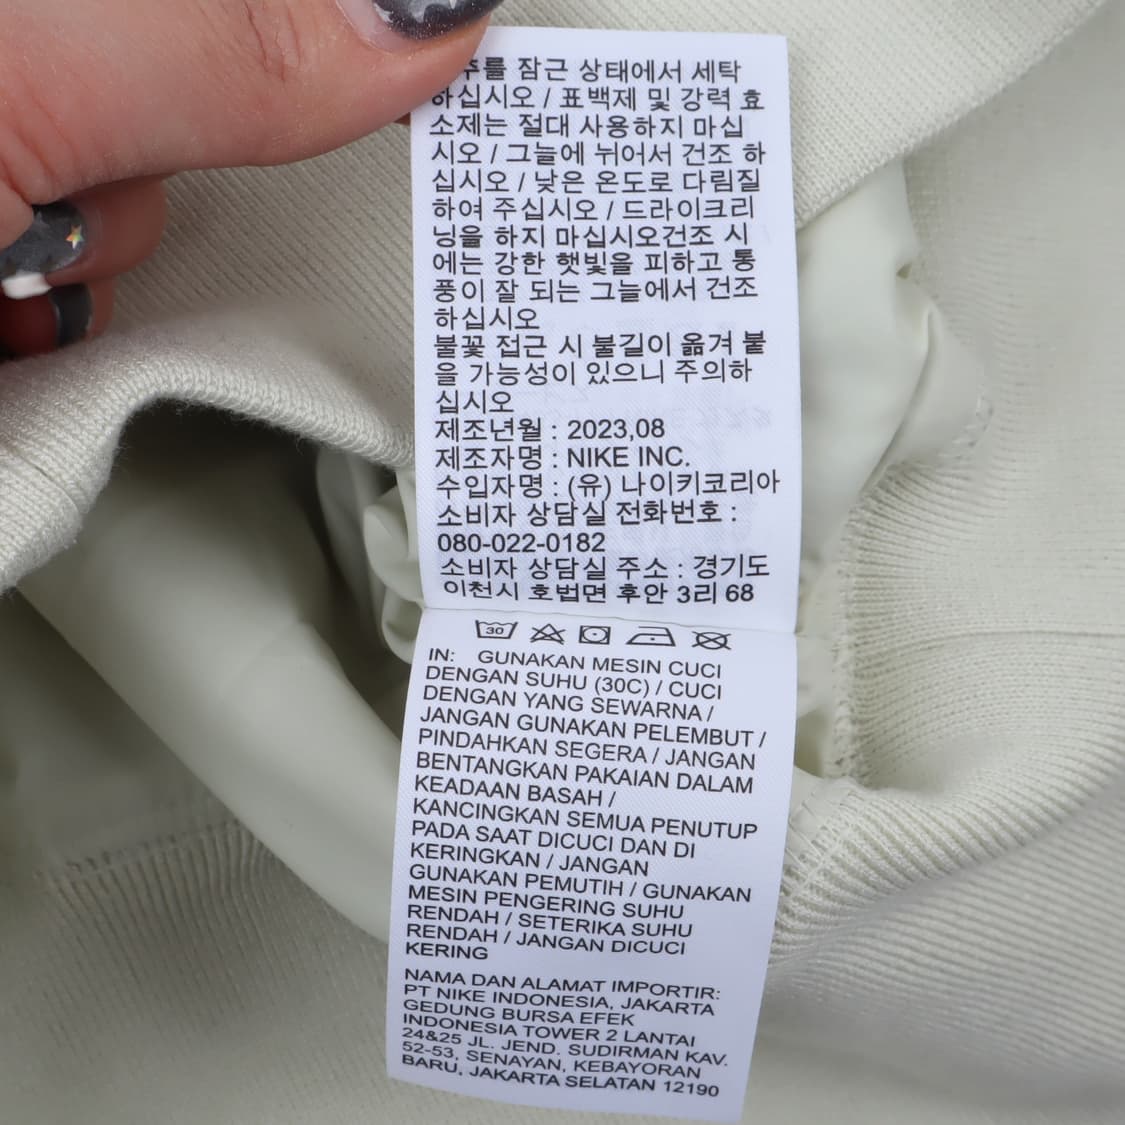 추를 잠근 상태에서 세탁
하십시오 / 표백제 및 강력 효
소제는 절대 사용하지 마십
시오 / 그늘에 뉘어서 건조 하
십시오 / 낮은 온도로 다림질
하여 주십시오 / 드라이크리
닝을 하지 마십시오건조 시
에는 강한 햇빛을 피하고 통
풍이 잘 되는 그늘에서 건조
하십시오
불꽃 접근 시 불길이 옮겨 붙
을 가능성이 있으니 주의하
십시오
제조년월 : 2023,08
제조자명 : NIKE INC.
수입자명 : (유) 나이키코리아
소비자 상담실 전화번호 :
080-022-0182
소비자 상담실 주소 : 경기도
이천시 호법면 후안 3리 68
30
IN: GUNAKAN MESIN CUCI
DENGAN SUHU (30C) / CUCI
DENGAN YANG SEWARNA /
JANGAN GUNAKAN PELEMBUT /
PINDAHKAN SEGERA / JANGAN
BENTANGKAN PAKAIAN DALAM
KEADAAN BASAH /
KANCINGKAN SEMUA PENUTUP
PADA SAAT DICUCI DAN DI
KERINGKAN / JANGAN
GUNAKAN PEMUTIH / GUNAKAN
MESIN PENGERING SUHU
RENDAH / SETERIKA SUHU
RENDAH / JANGAN DICUCI
KERING
NAMA DAN ALAMAT IMPORTIR:
PT NIKE INDONESIA, JAKARTA
GEDUNG BURSA EFEK
INDONESIA TOWER 2 LANTAI
24&25 JL. JEND. SUDIRMAN KAV.
52-53, SENAYAN, KEBAYORAN
BARU, JAKARTA SELATAN 12190